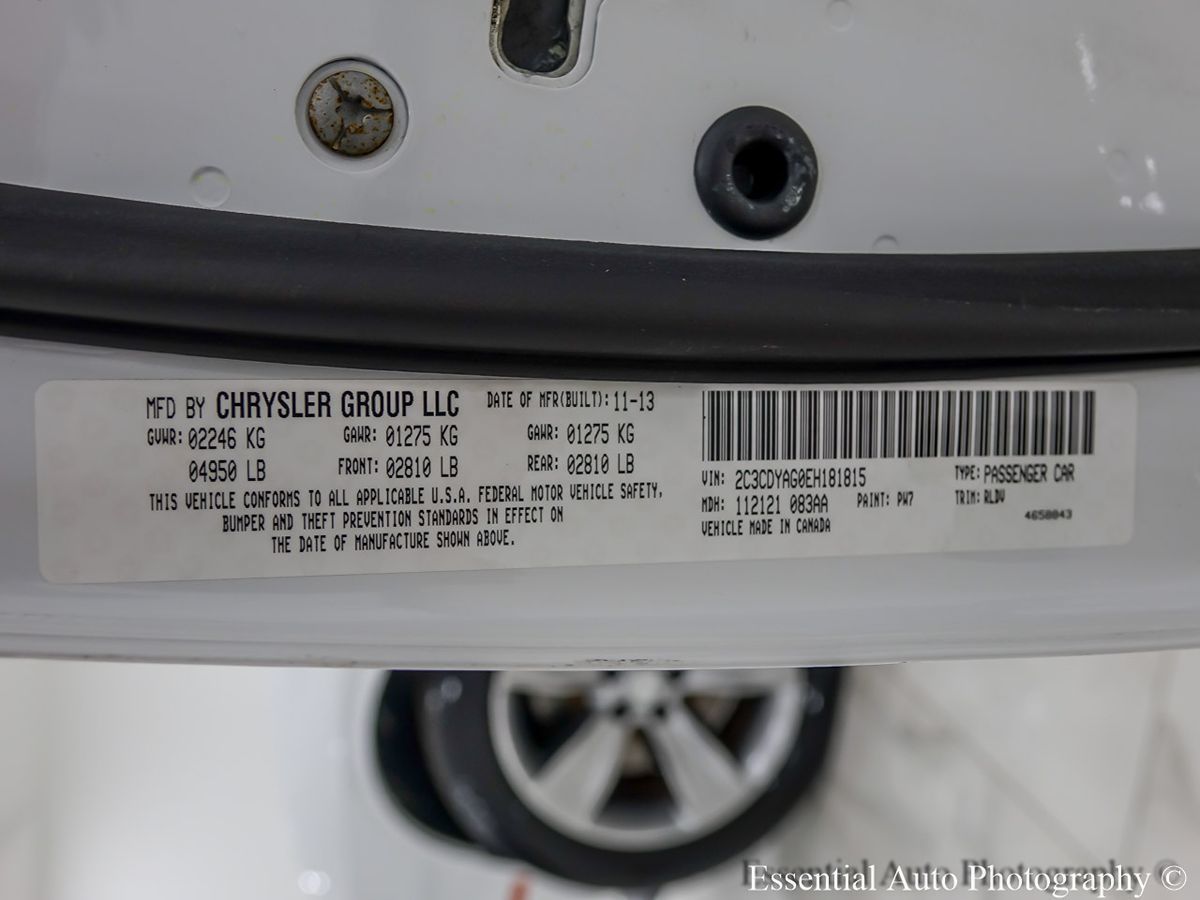 MFD BY CHRYSLER GROUP LLC DATE OF MFR(BUILT): 11-13
GVWR: 02246 KG GAWR: 01275 KG GAWR: 01275 KG
04950 LB FRONT: 02810 LB REAR: 02810 LB
THIS VEHICLE CONFORMS TO ALL APPLICABLE U.S.A. FEDERAL MOTOR VEHICLE SAFETY,
BUMPER AND THEFT PREVENTION STANDARDS IN EFFECT ON
THE DATE OF MANUFACTURE SHOWN ABOVE.
VIN: 2C3CDYAG0EH181815 TYPE: PASSENGER CAR
MDH: 112121 083AA PAINT: PW7 TRIM: RLDV
4658043
VEHICLE MADE IN CANADA
Essential Auto Photography ©